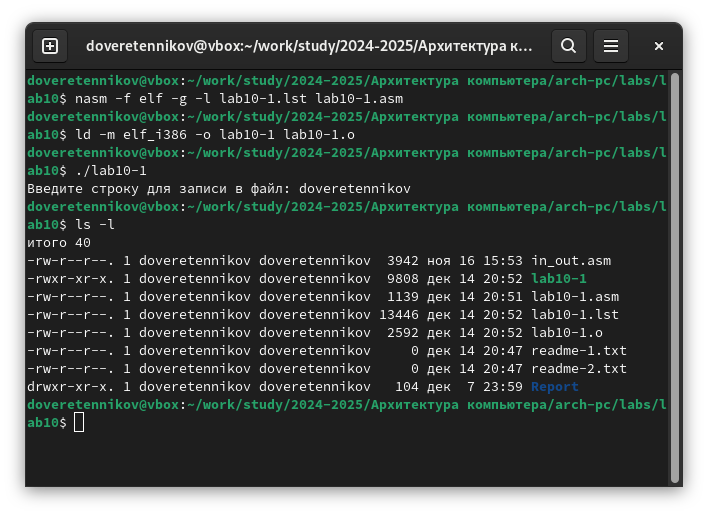 doveretennikov@vbox:~/work/study/2024-2025/Архитектура к...
doveretennikov@vbox:~/work/study/2024-2025/Архитектура компьютера/arch-pc/labs/l
ab10$ nasm -f elf -g -l lab10-1.lst lab10-1.asm
doveretennikov@vbox:~/work/study/2024-2025/Архитектура компьютера/arch-pc/labs/l
ab10$ ld -m elf_i386 -o lab10-1 lab10-1.o
doveretennikov@vbox:~/work/study/2024-2025/Архитектура компьютера/arch-pc/labs/l
ab10$ ./lab10-1
Введите строку для записи в файл: doveretennikov
doveretennikov@vbox:~/work/study/2024-2025/Архитектура компьютера/arch-pc/labs/l
ab10$ ls -l
итого 40
-rw-r--r--. 1 doveretennikov doveretennikov  3942 ноя 16 15:53 in_out.asm
-rwxr-xr-x. 1 doveretennikov doveretennikov  9808 дек 14 20:52 lab10-1
-rw-r--r--. 1 doveretennikov doveretennikov  1139 дек 14 20:51 lab10-1.asm
-rw-r--r--. 1 doveretennikov doveretennikov 13446 дек 14 20:52 lab10-1.lst
-rw-r--r--. 1 doveretennikov doveretennikov  2592 дек 14 20:52 lab10-1.o
-rw-r--r--. 1 doveretennikov doveretennikov     0 дек 14 20:47 readme-1.txt
-rw-r--r--. 1 doveretennikov doveretennikov     0 дек 14 20:47 readme-2.txt
drwxr-xr-x. 1 doveretennikov doveretennikov   104 дек  7 23:59 Report
doveretennikov@vbox:~/work/study/2024-2025/Архитектура компьютера/arch-pc/labs/l
ab10$